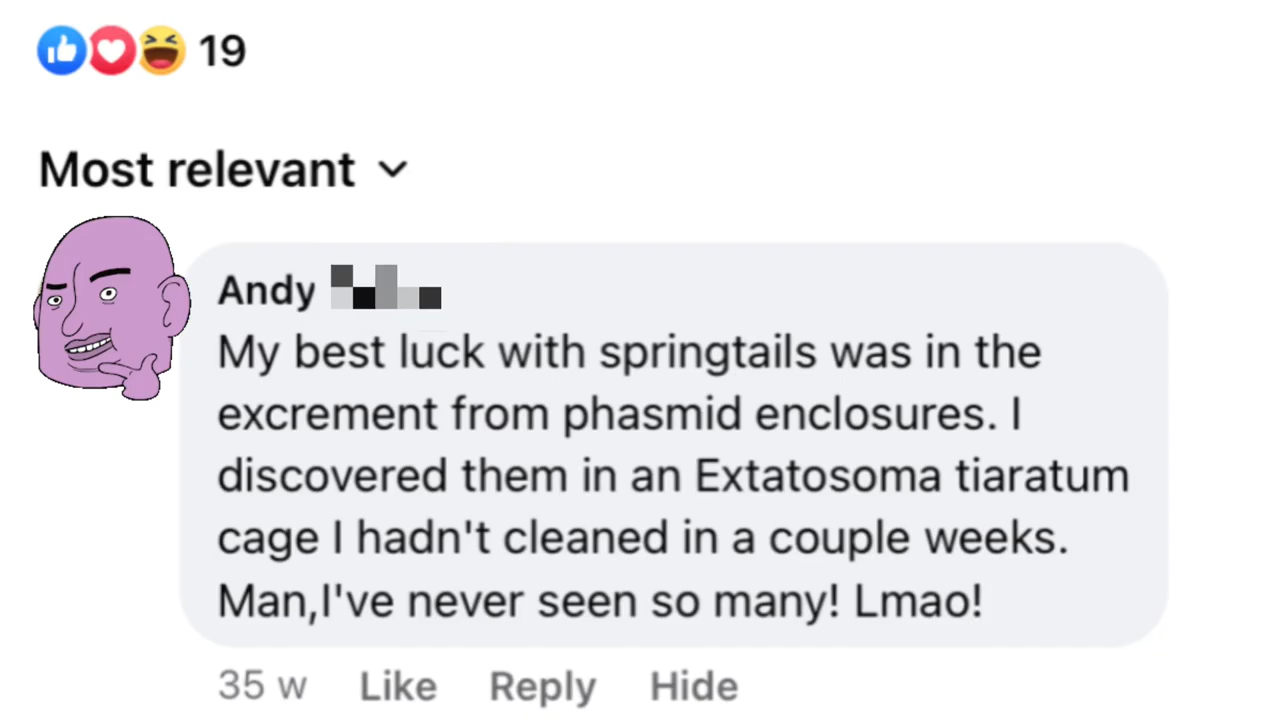 19
Most relevant
Andy
My best luck with springtails was in the
excrement from phasmid enclosures. I
discovered them in an Extatosoma tiaratum
cage I hadn't cleaned in a couple weeks.
Man,I've never seen so many! Lmao!
35 w Like Reply Hide